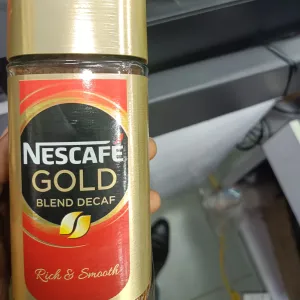 NESCAFÉ
GOLD
BLEND DECAF
Rich & Smooth